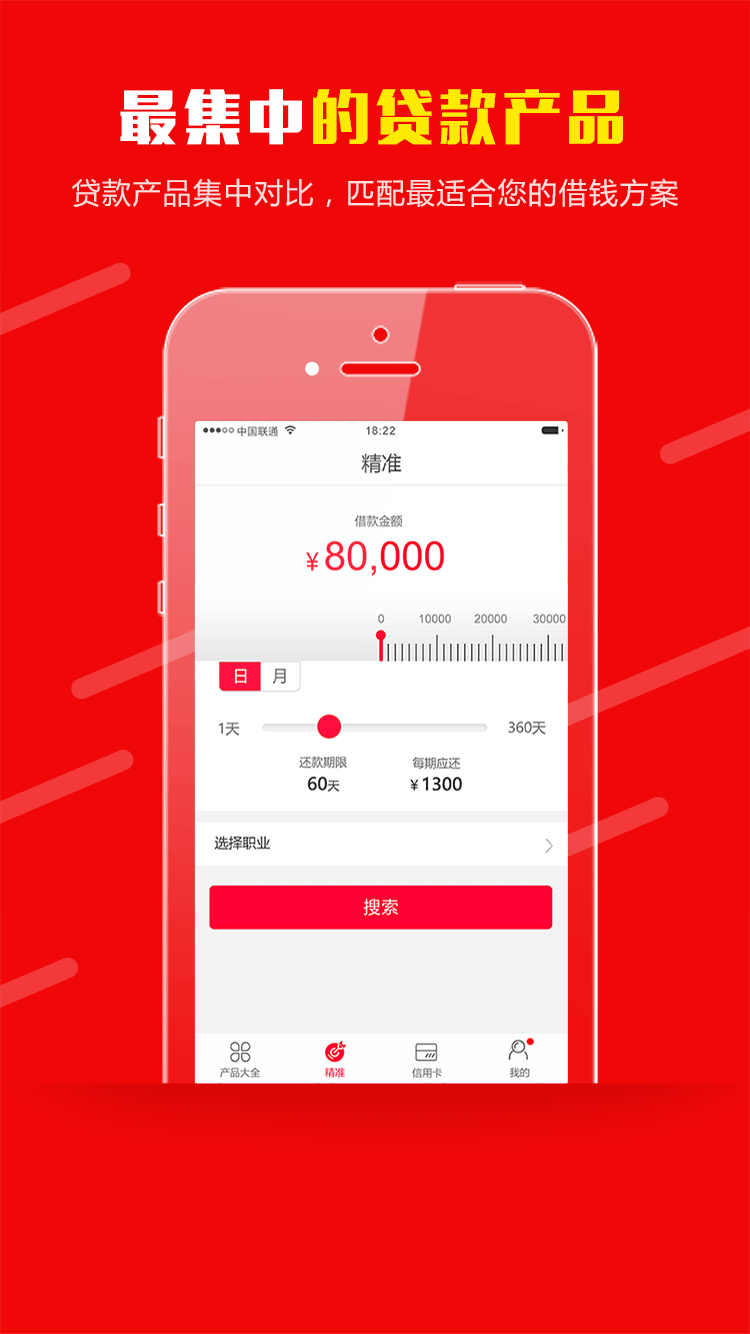 最集中的贷款产品
贷款产品集中对比，匹配最适合您的借钱方案
中国联通 18:22
精准
借款金额
¥80,000
0 10000 20000 30000
日 月
1天 360天
还款期限 每期应还
60天 ¥1300
选择职业
搜索
产品大全 精准 信用卡 我的